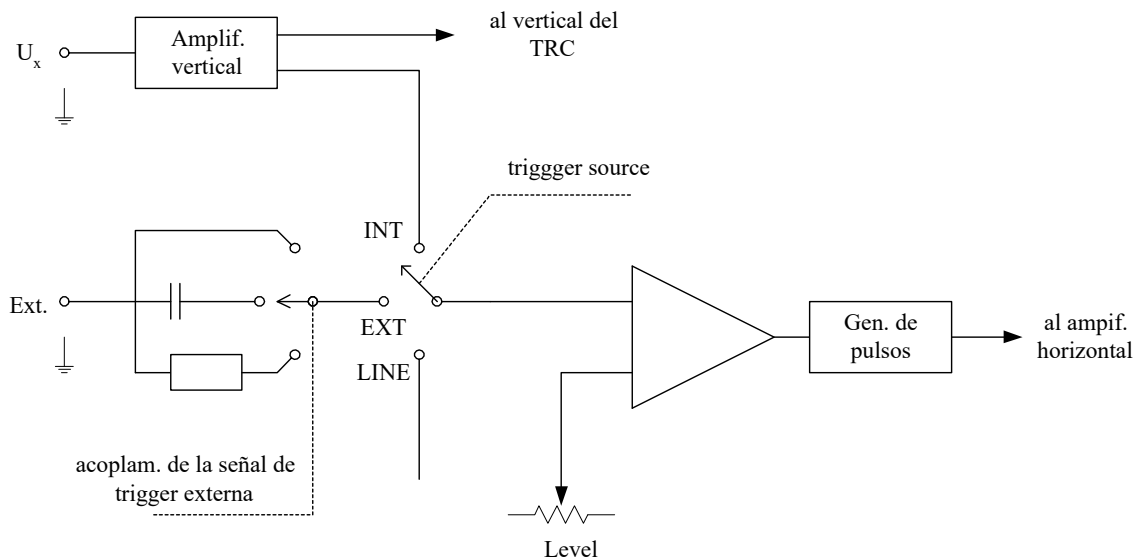 al vertical del
TRC
Amplif.
vertical
Ux
triggger source
INT
Ext.
EXT
LINE
Gen. de
pulsos
al ampif.
horizontal
acoplam. de la señal de
trigger externa
Level